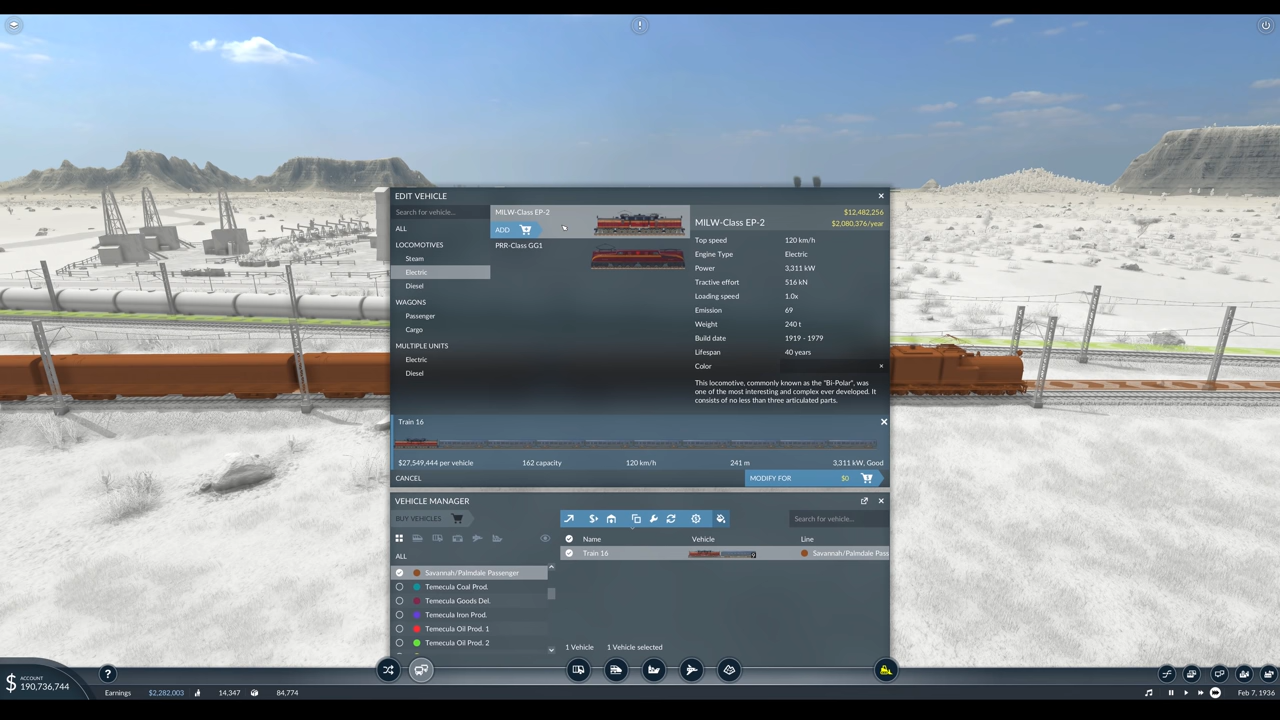 EDIT VEHICLE
Search for vehicle...
ALL
LOCOMOTIVES
Steam
Electric
Diesel
WAGONS
Passenger
Cargo
MULTIPLE UNITS
Electric
Diesel
MILW-Class EP-2
ADD
PRR-Class GG1
$12,482,256
MILW-Class EP-2
$2,080,376/year
Top speed 120 km/h
Engine Type Electric
Power 3,311 kW
Tractive effort 516 kN
Loading speed 1.0x
Emission 69
Weight 240 t
Build date 1919 - 1979
Lifespan 40 years
Color
This locomotive, commonly known as the "Bi-Polar", was
one of the most interesting and complex ever developed. It
consists of no less than three articulated parts.
Train 16
$27,549,444 per vehicle 162 capacity 120 km/h 241 m 3,311 kW, Good
CANCEL MODIFY FOR $0
VEHICLE MANAGER
BUY VEHICLES
Search for vehicle...
ALL
Savannah/Palmdale Passenger
Temecula Coal Prod.
Temecula Goods Del.
Temecula Iron Prod.
Temecula Oil Prod. 1
Temecula Oil Prod. 2
Name Vehicle Line
Train 16 9 Savannah/Palmdale Pass
1 Vehicle 1 Vehicle selected
$ ACCOUNT
190,736,744
?
Earnings $2,282,003 14,347 84,774
Feb 7, 1936